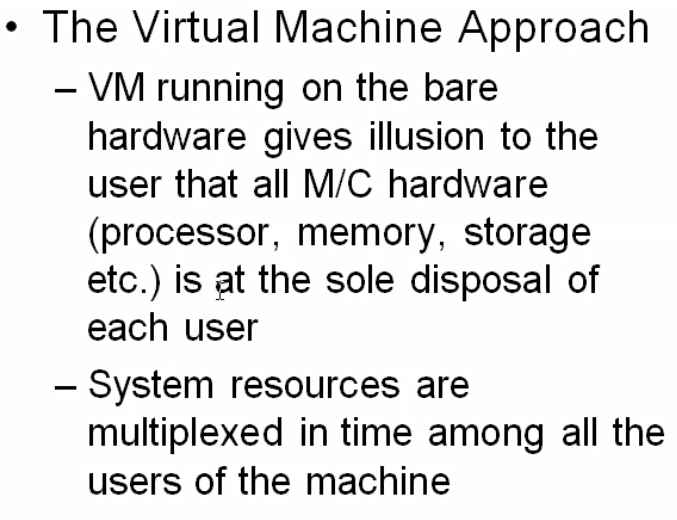 • The Virtual Machine Approach
– VM running on the bare
hardware gives illusion to the
user that all M/C hardware
(processor, memory, storage
etc.) is at the sole disposal of
each user
– System resources are
multiplexed in time among all the
users of the machine